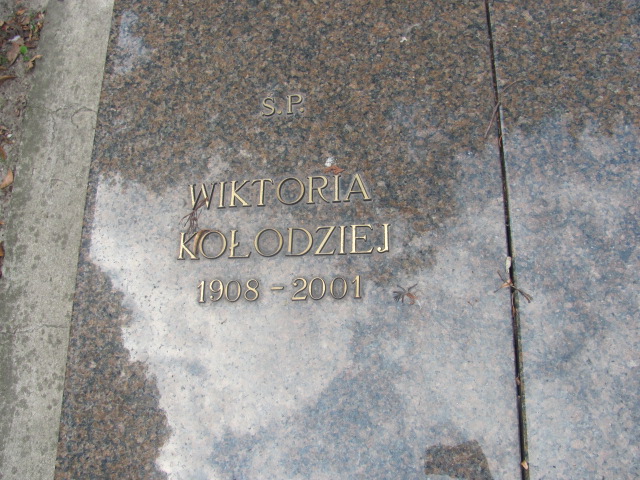 S.P.
WIKTORIA
KOŁODZIEJ
1908 - 2001